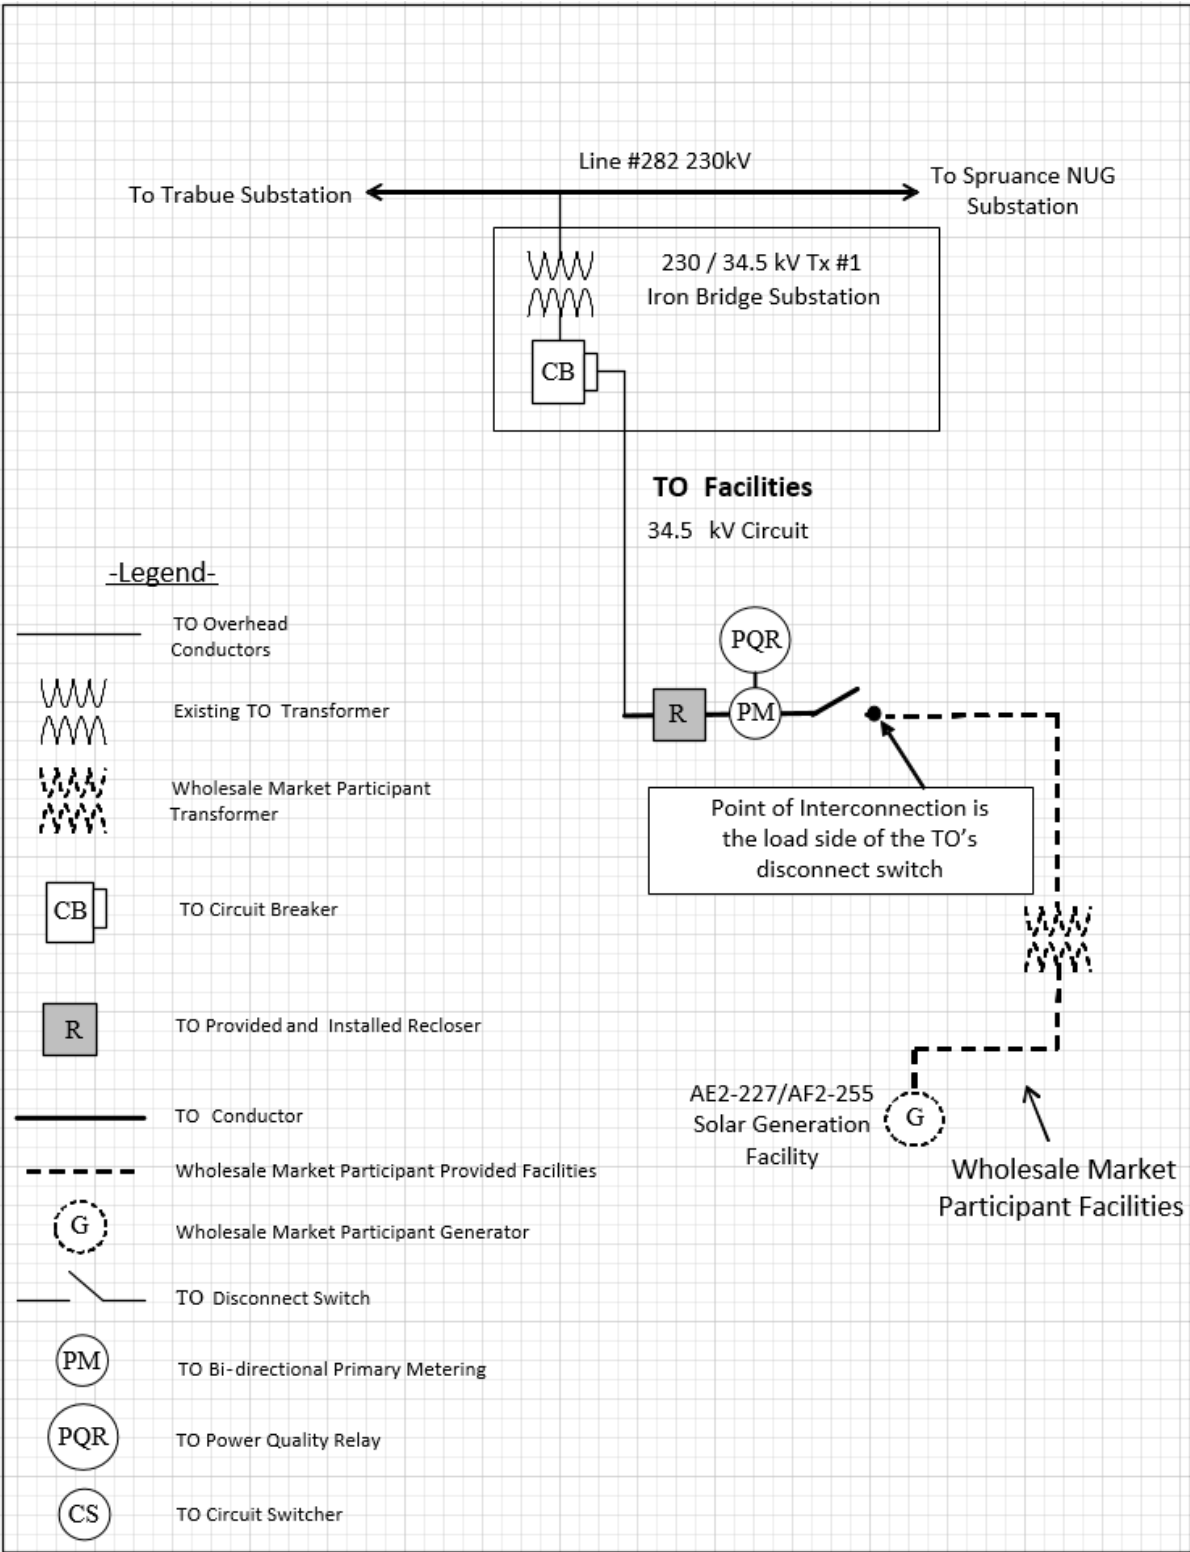 Line #282 230kV
To Trabue Substation
To Spruance NUG
Substation
230 / 34.5 kV Tx #1
Iron Bridge Substation
CB
TO Facilities
34.5 kV Circuit
PQR
R
PM
Point of Interconnection is
the load side of the TO's
disconnect switch
AE2-227/AF2-255
Solar Generation
Facility
G
Wholesale Market
Participant Facilities
-Legend-
TO Overhead
Conductors
Existing TO Transformer
Wholesale Market Participant
Transformer
CB
TO Circuit Breaker
R
TO Provided and Installed Recloser
TO Conductor
Wholesale Market Participant Provided Facilities
G
Wholesale Market Participant Generator
TO Disconnect Switch
PM
TO Bi-directional Primary Metering
PQR
TO Power Quality Relay
CS
TO Circuit Switcher